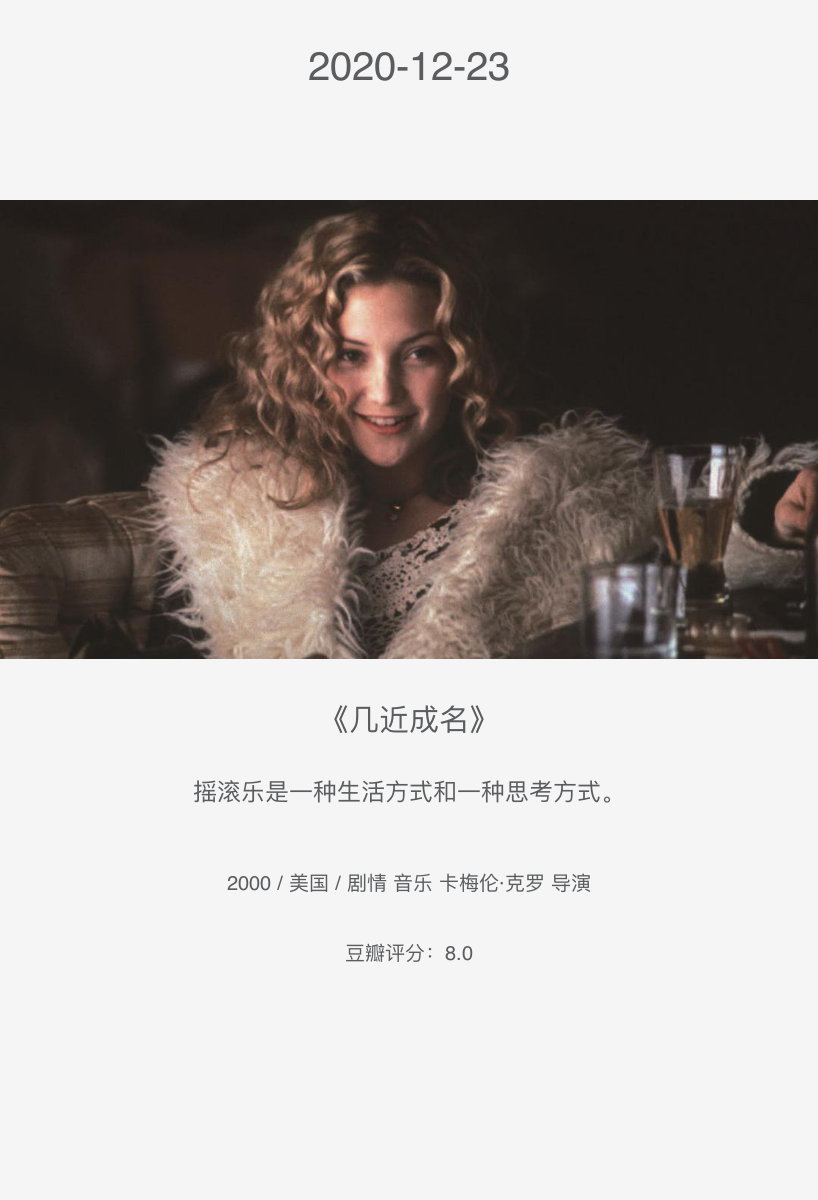 2020-12-23
《几近成名》
摇滚乐是一种生活方式和一种思考方式。
2000 / 美国 / 剧情 音乐 卡梅伦·克罗 导演
豆瓣评分：8.0